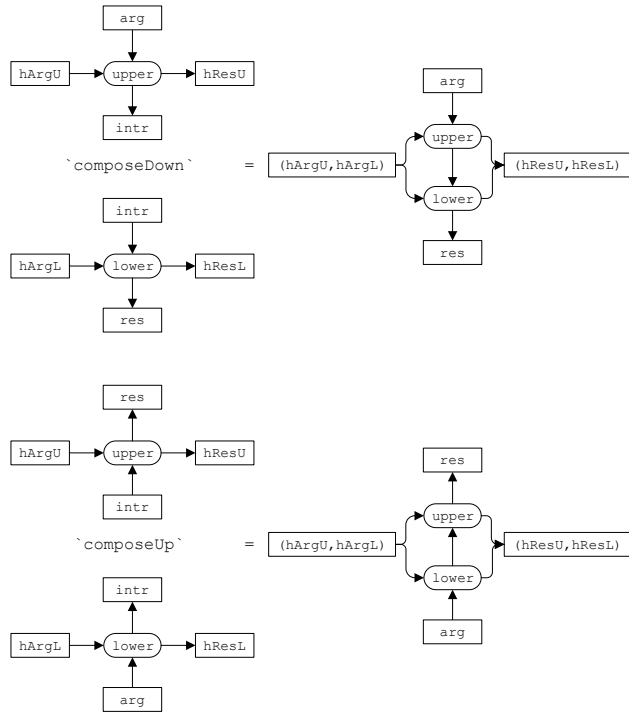 arg
hArgU upper hResU
intr
`composeDown` =
intr
hArgL lower hResL
res
arg
upper
(hArgU,hArgL) (hResU,hResL)
lower
res
res
hArgU upper hResU
intr
`composeUp` =
intr
hArgL lower hResL
arg
res
upper
(hArgU,hArgL) (hResU,hResL)
lower
arg